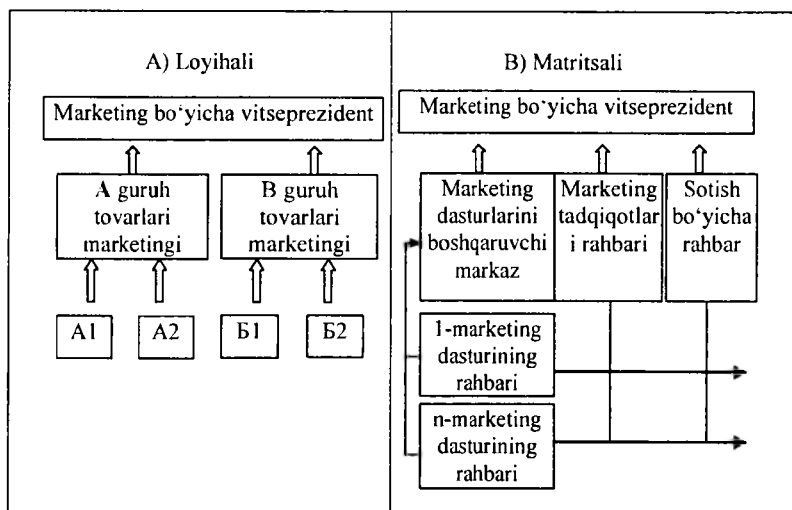 A) Loyihali
Marketing bo‘yicha vitseprezident
A guruh
tovarlari
marketingi
B guruh
tovarlari
marketingi
A1
A2
Б1
Б2
B) Matritsali
Marketing bo‘yicha vitseprezident
Marketing
dasturlarini
boshqaruvchi
markaz
Marketing
tadqiqotlar
i rahbari
Sotish
bo‘yicha
rahbar
1-marketing
dasturining
rahbari
n-marketing
dasturining
rahbari